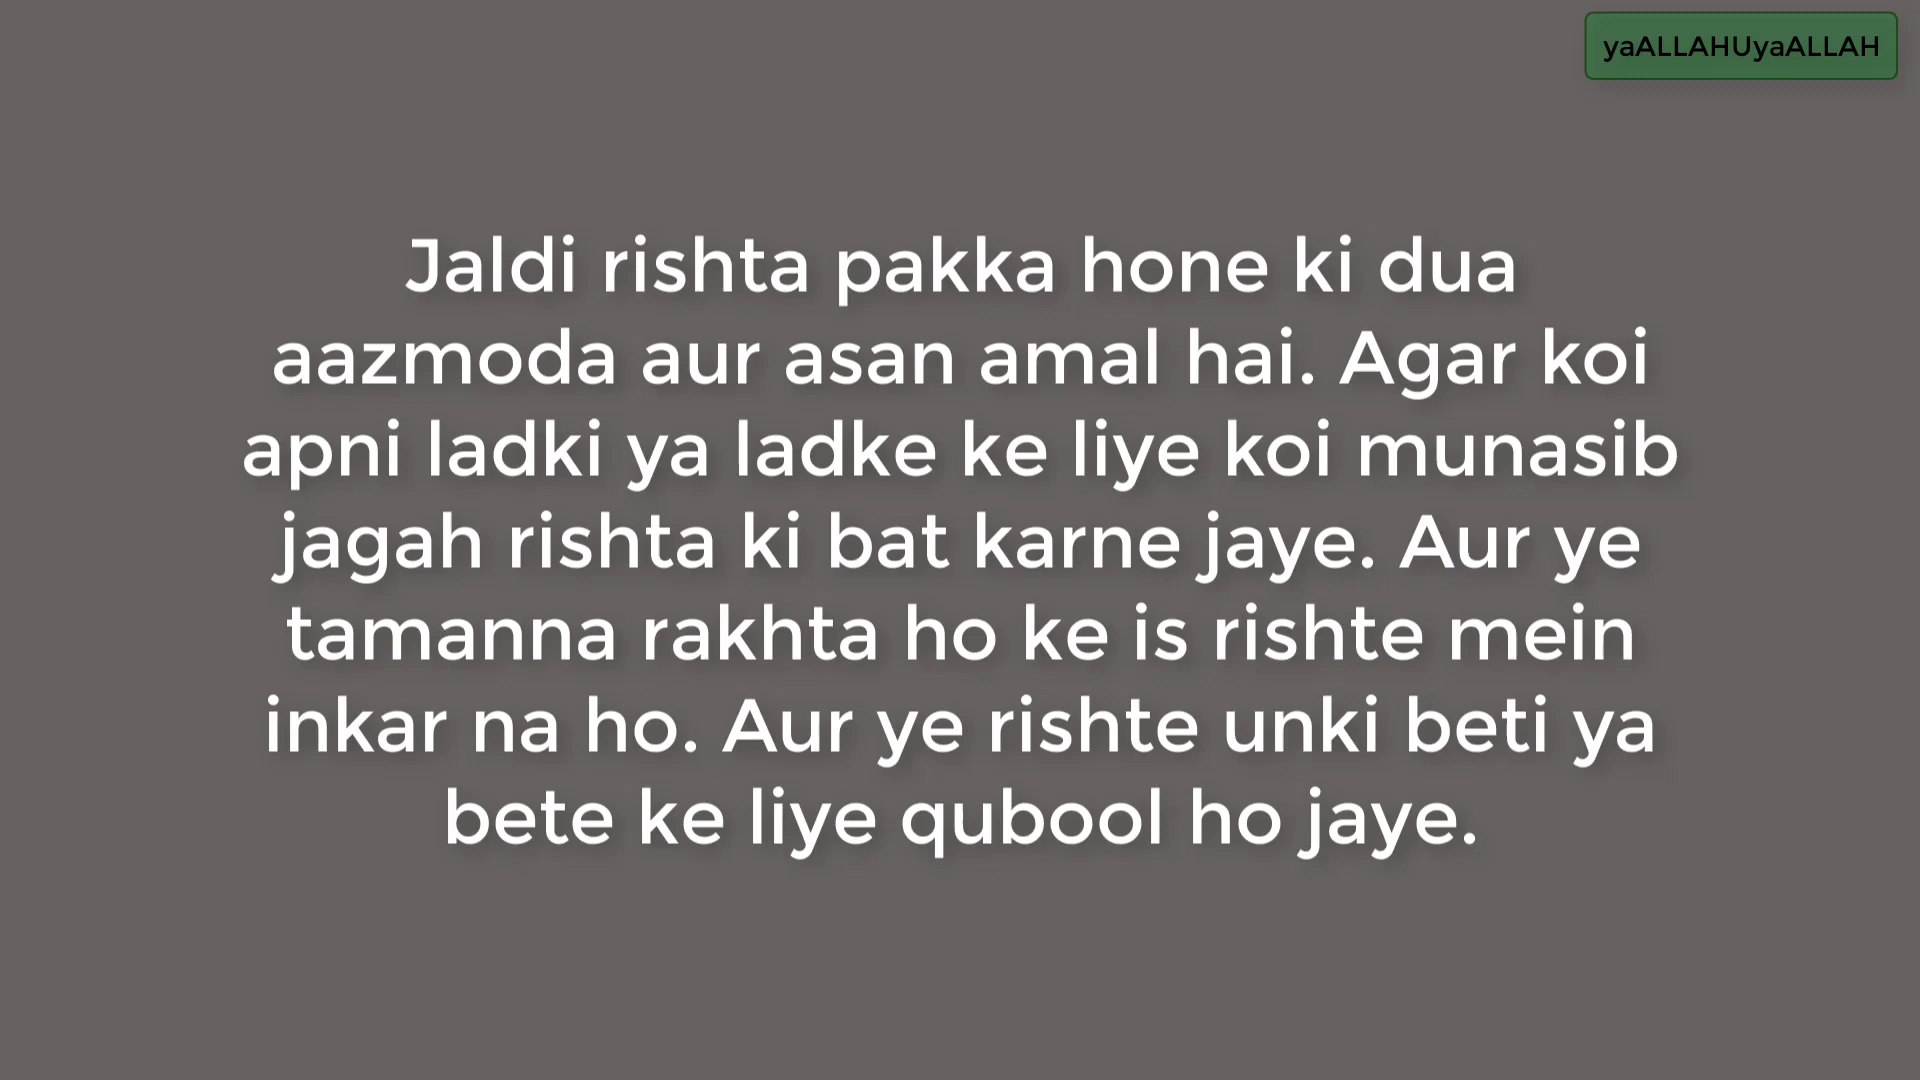 yaALLAHUyaALLAH
Jaldi rishta pakka hone ki dua
aazmoda aur asan amal hai. Agar koi
apni ladki ya ladke ke liye koi munasib
jagah rishta ki bat karne jaye. Aur ye
tamanna rakhta ho ke is rishte mein
inkar na ho. Aur ye rishte unki beti ya
bete ke liye qubool ho jaye.